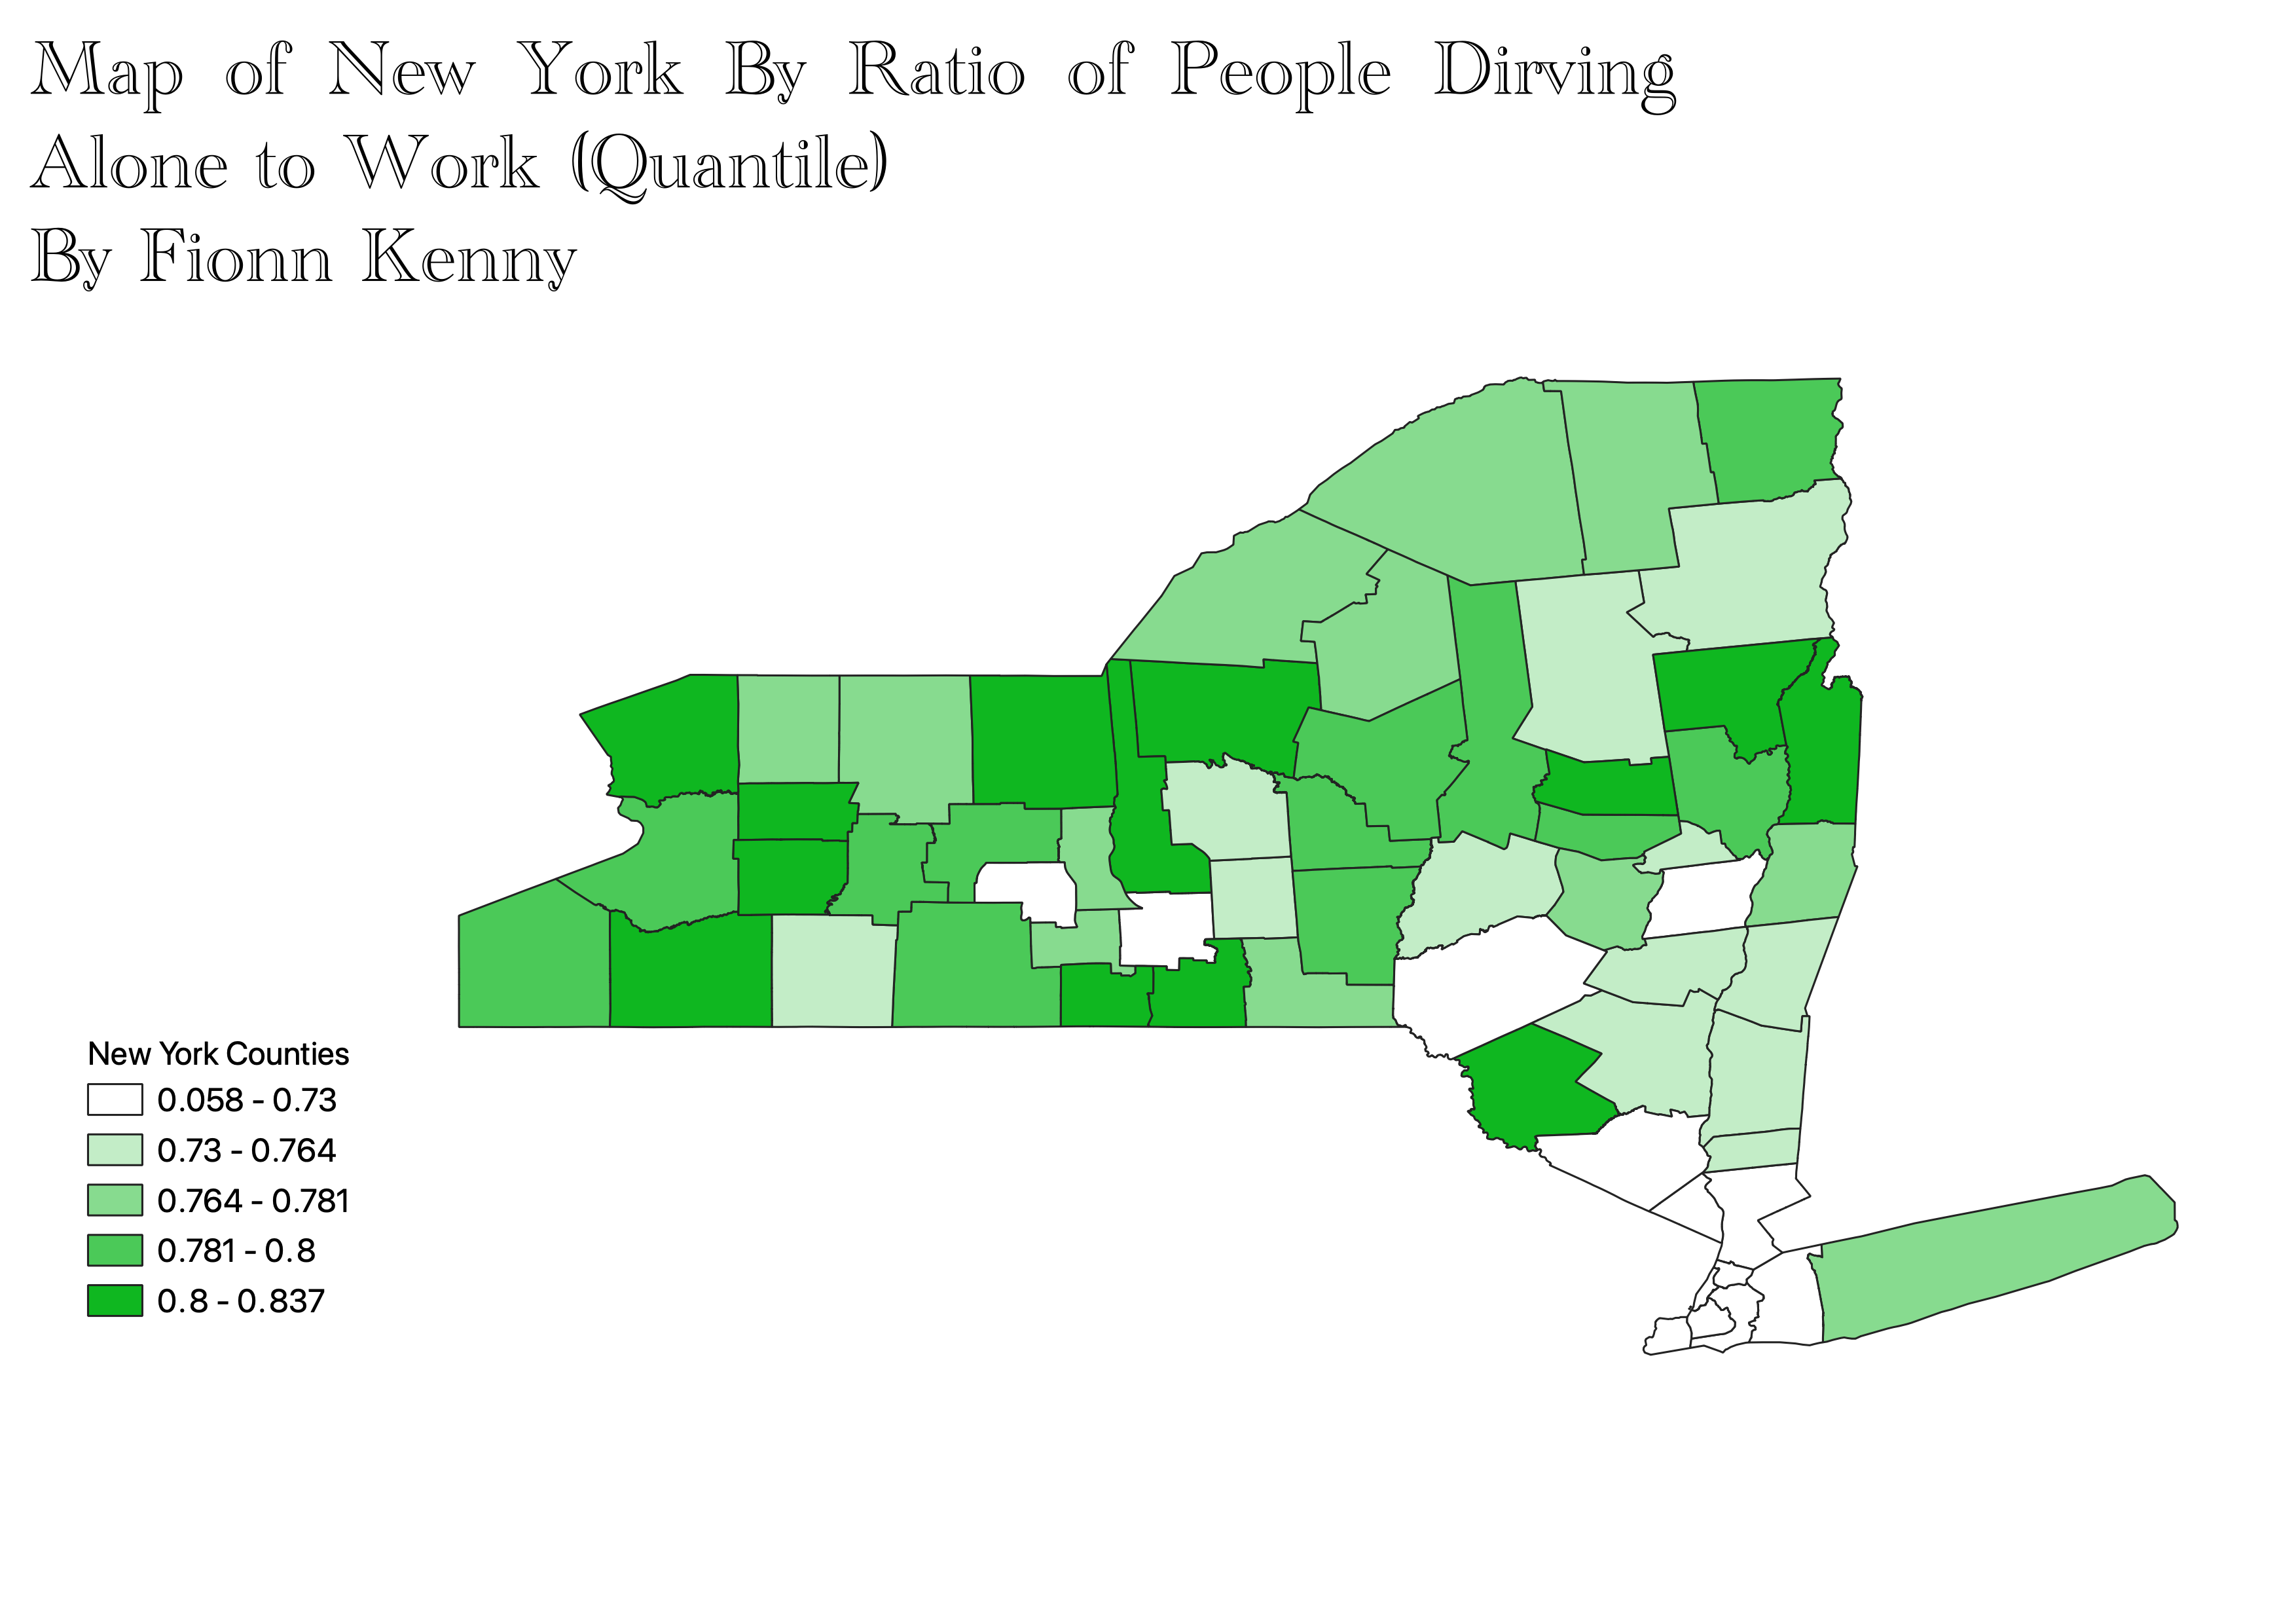 Map of New York By Ratio of People Dirving
Alone to Work (Quantile)
By Fionn Kenny
New York Counties
0.058 - 0.73
0.73 - 0.764
0.764 - 0.781
0.781 - 0.8
0.8 - 0.837